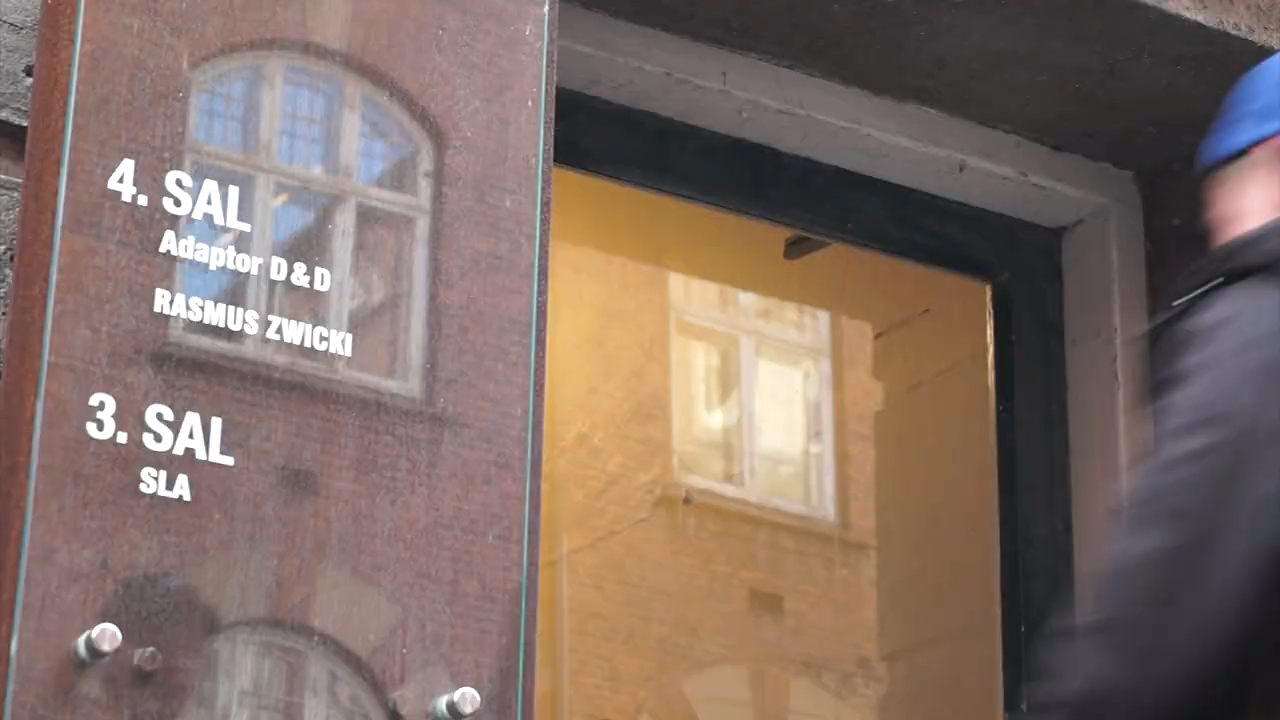 4. SAL
Adaptor D & D
RASMUS ZWICKI
3. SAL
SLA